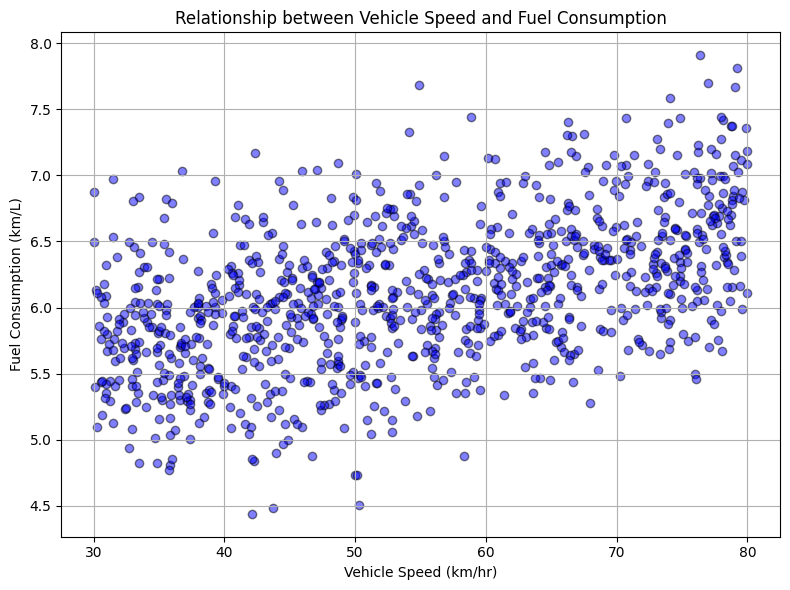 Relationship between Vehicle Speed and Fuel Consumption
8.0
7.5
7.0
6.5
6.0
5.5
5.0
4.5
Fuel Consumption (km/L)
30 40 50 60 70 80
Vehicle Speed (km/hr)